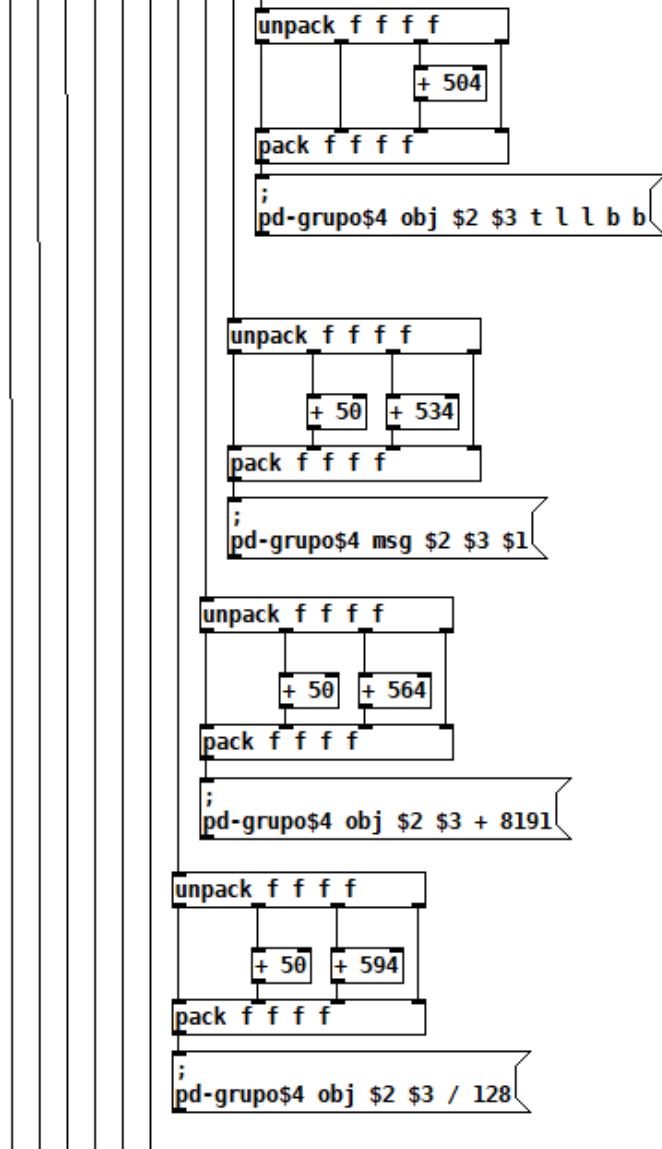 unpack f f f f
+ 504
pack f f f f
;
pd-grupo$4 obj $2 $3 t l l b b
unpack f f f f
+ 50 + 534
pack f f f f
;
pd-grupo$4 msg $2 $3 $1
unpack f f f f
+ 50 + 564
pack f f f f
;
pd-grupo$4 obj $2 $3 + 8191
unpack f f f f
+ 50 + 594
pack f f f f
;
pd-grupo$4 obj $2 $3 / 128